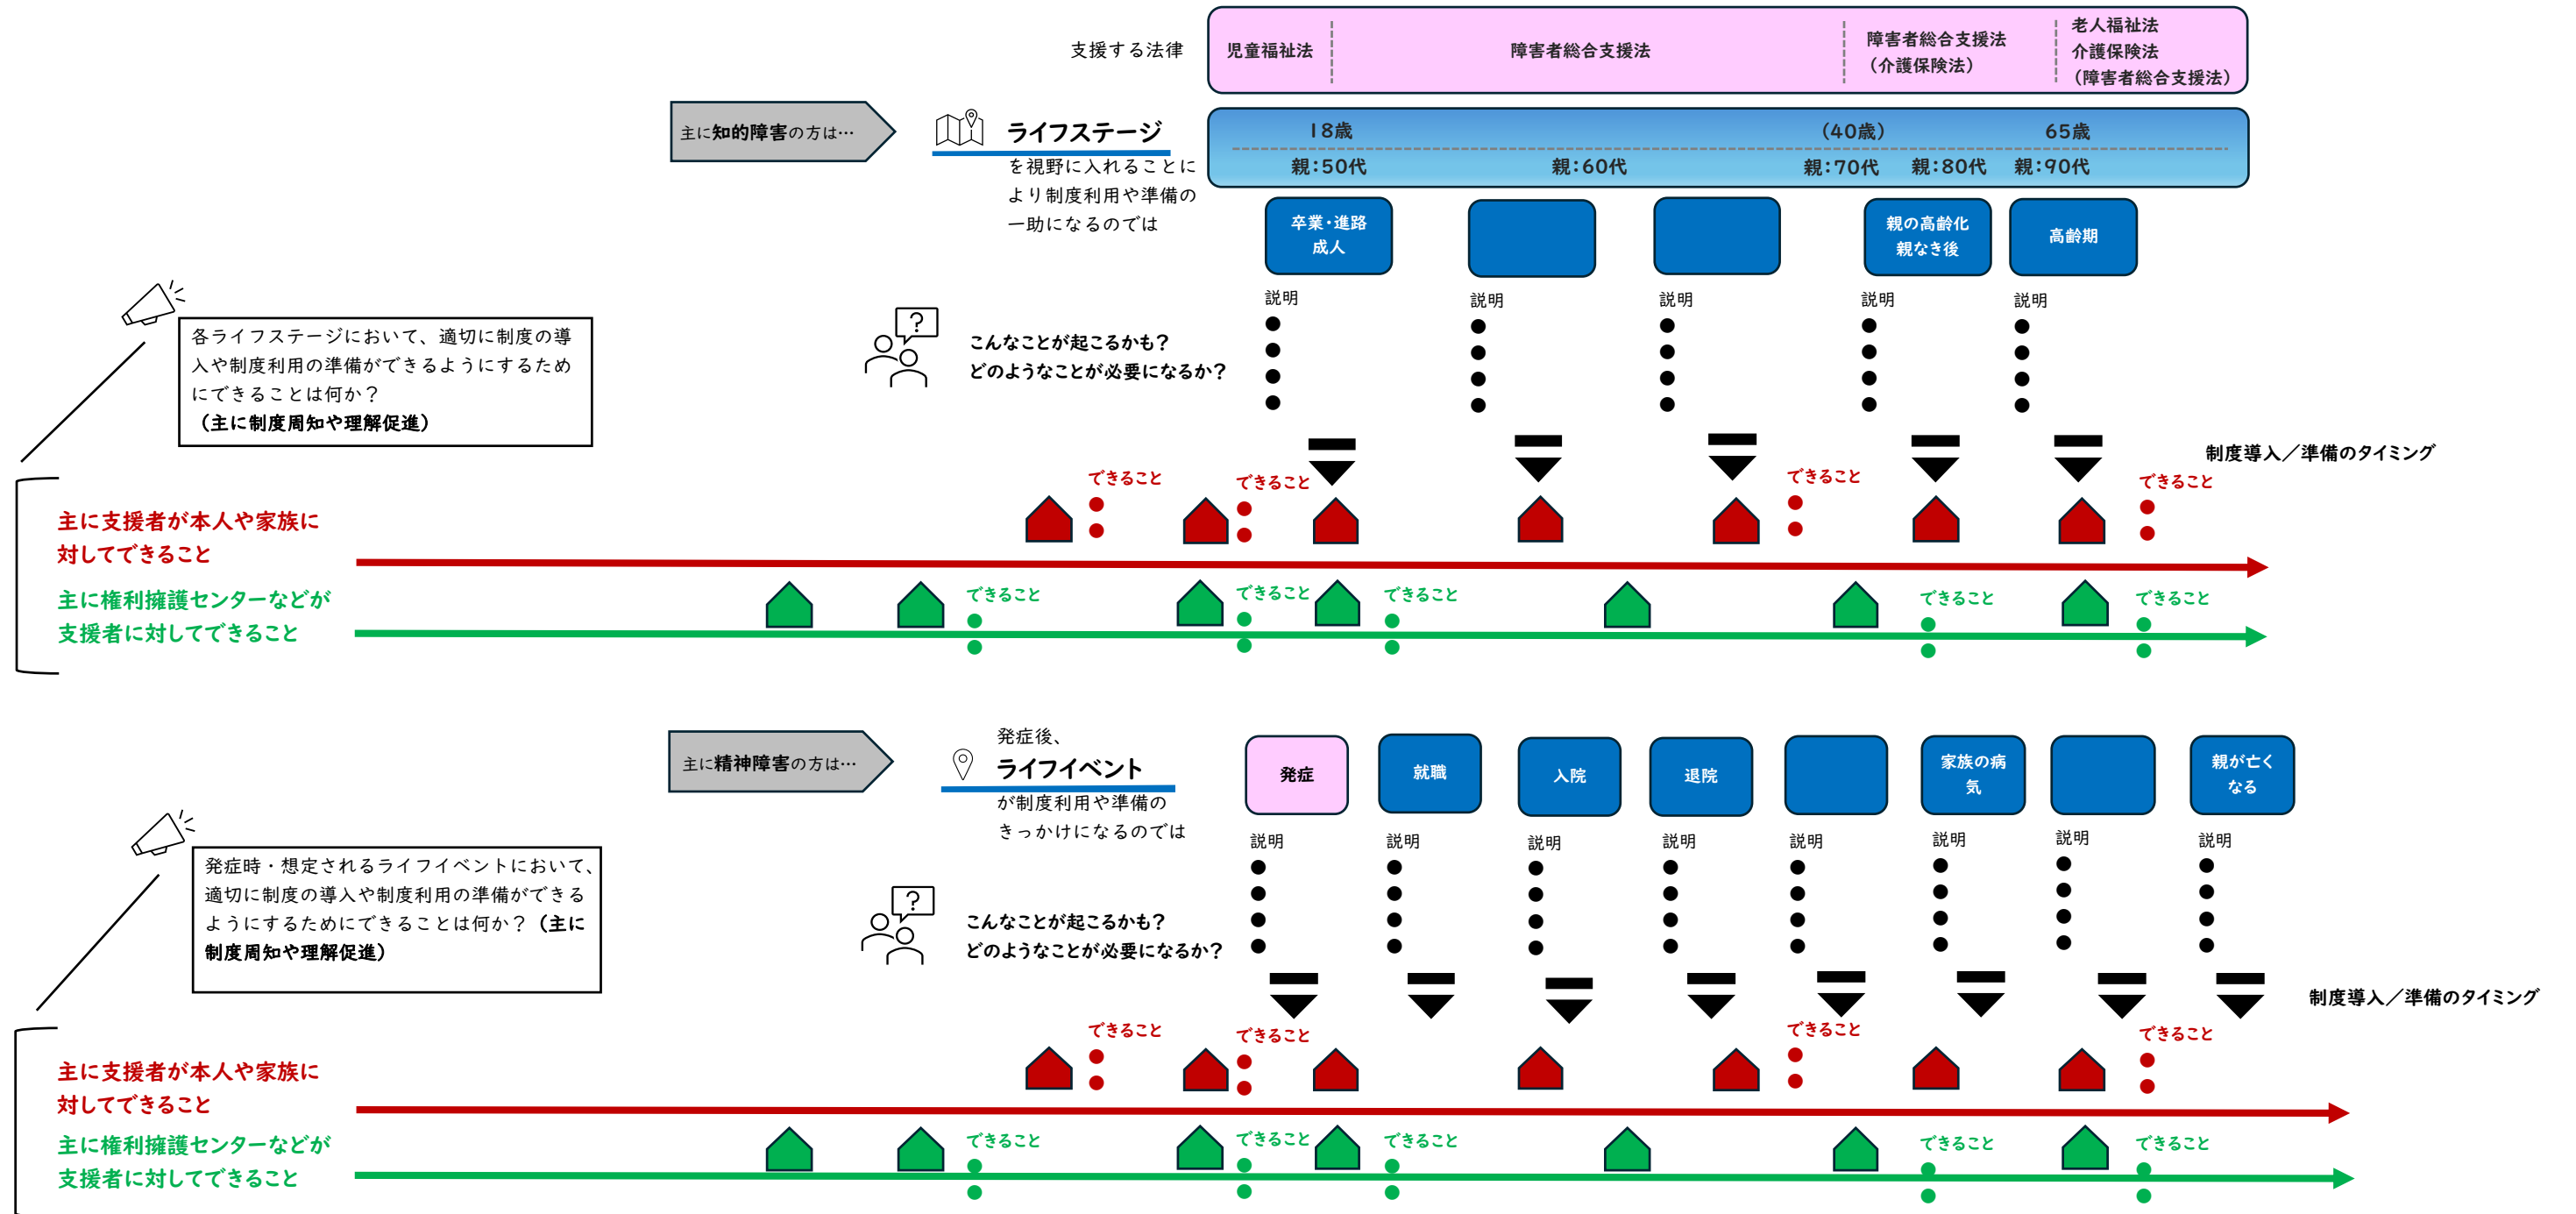 支援する法律
児童福祉法
障害者総合支援法
障害者総合支援法
（介護保険法）
老人福祉法
介護保険法
（障害者総合支援法）
主に知的障害の方は…
ライフステージ
を視野に入れることに
より制度利用や準備の
一助になるのでは
18歳
（40歳）
65歳
親：50代
親：60代
親：70代
親：80代
親：90代
卒業・進路
成人
親の高齢化
親なき後
高齢期
説明
説明
説明
説明
説明
?
こんなことが起こるかも？
どのようなことが必要になるか？
各ライフステージにおいて、適切に制度の導
入や制度利用の準備ができるようにするため
にできることは何か？
（主に制度周知や理解促進）
制度導入／準備のタイミング
主に支援者が本人や家族に
対してできること
できること
できること
できること
できること
主に権利擁護センターなどが
支援者に対してできること
できること
できること
できること
できること
できること
主に精神障害の方は…
発症後、
ライフイベント
が制度利用や準備の
きっかけになるのでは
発症
就職
入院
退院
家族の病
気
親が亡く
なる
説明
説明
説明
説明
説明
説明
説明
説明
?
こんなことが起こるかも？
どのようなことが必要になるか？
発症時・想定されるライフイベントにおいて、
適切に制度の導入や制度利用の準備ができる
ようにするためにできることは何か？（主に
制度周知や理解促進）
制度導入／準備のタイミング
主に支援者が本人や家族に
対してできること
できること
できること
できること
できること
主に権利擁護センターなどが
支援者に対してできること
できること
できること
できること
できること
できること